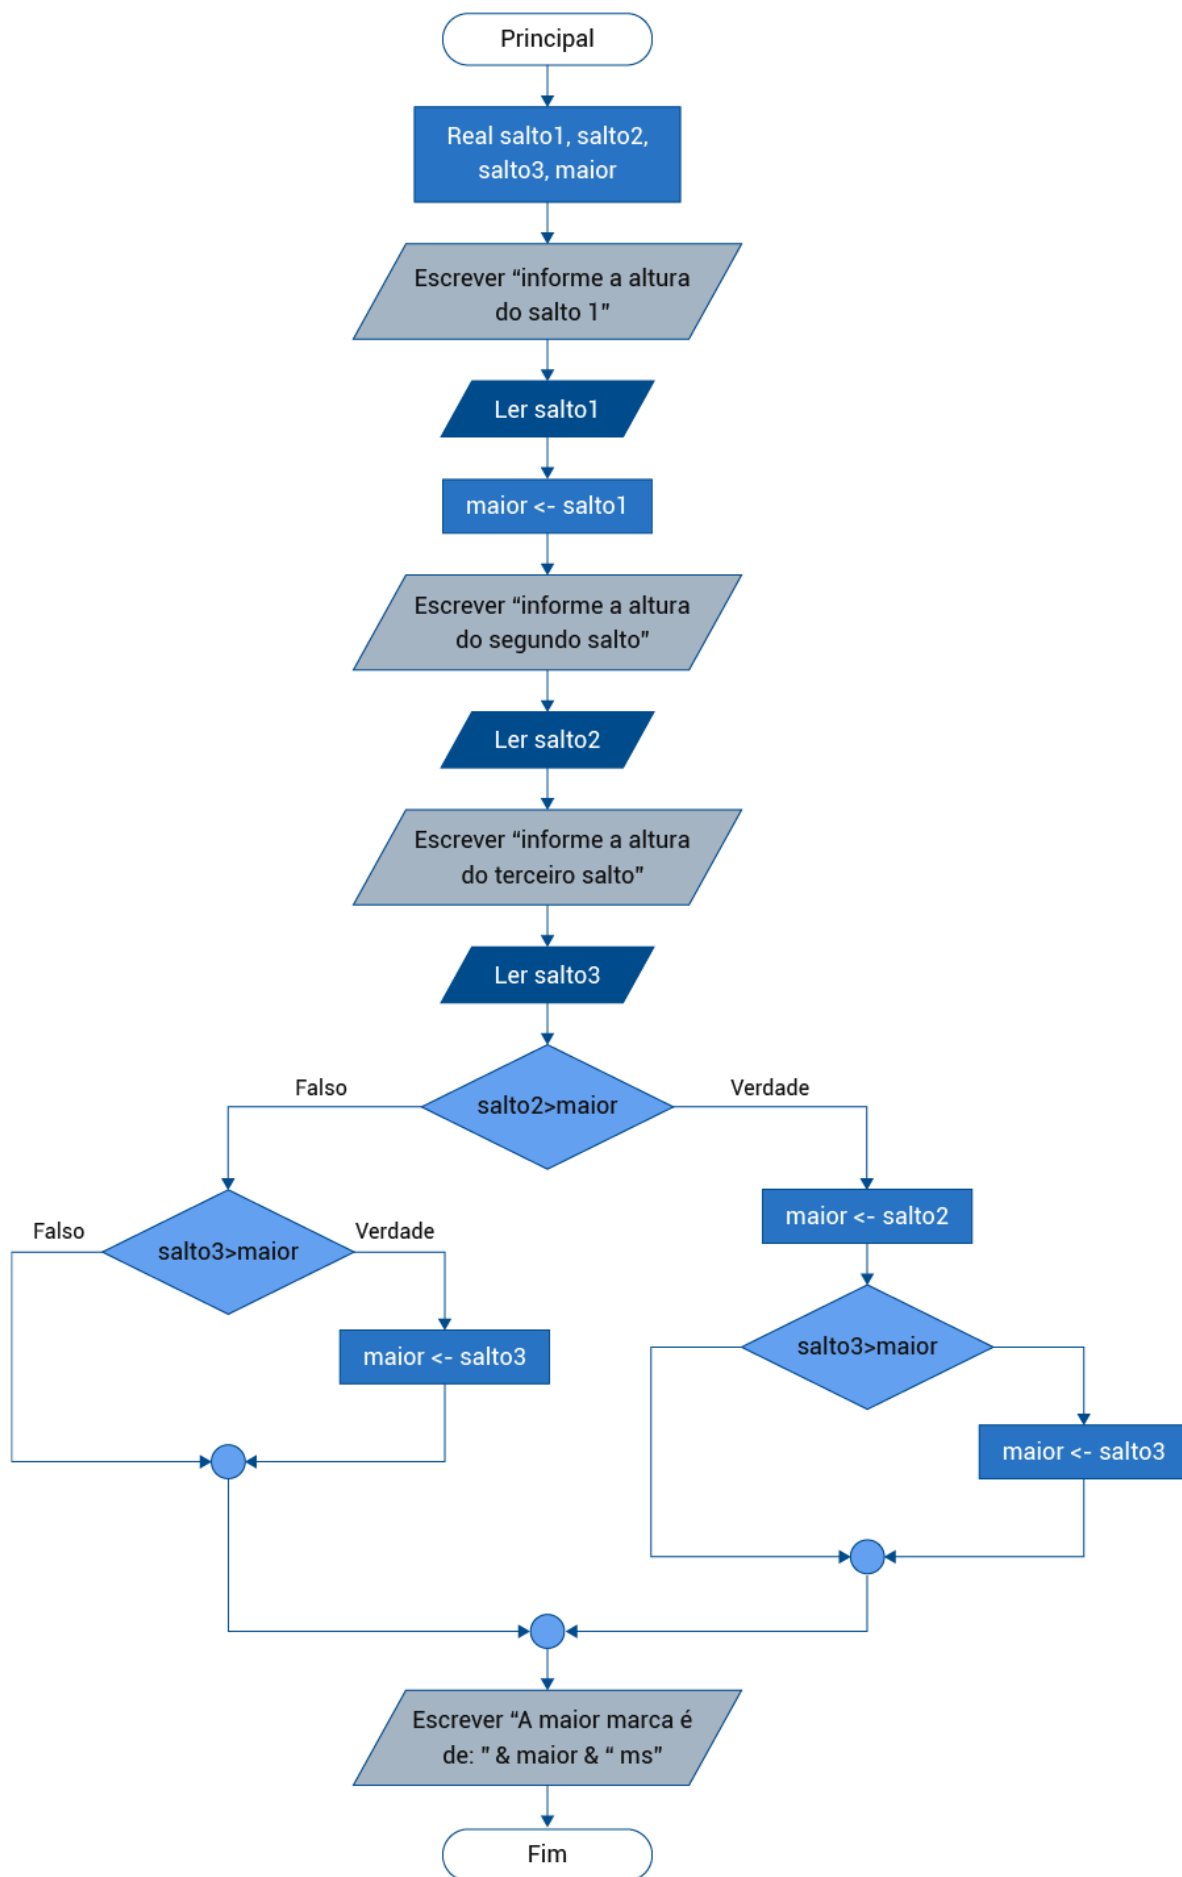 Principal
Real salto1, salto2,
salto3, maior
Escrever “informe a altura
do salto 1”
Ler salto1
maior <- salto1
Escrever “informe a altura
do segundo salto”
Ler salto2
Escrever “informe a altura
do terceiro salto”
Ler salto3
salto2>maior
Falso
Verdade
salto3>maior
Falso
Verdade
maior <- salto3
maior <- salto2
salto3>maior
maior <- salto3
Escrever “A maior marca é
de: ” & maior & “ ms”
Fim